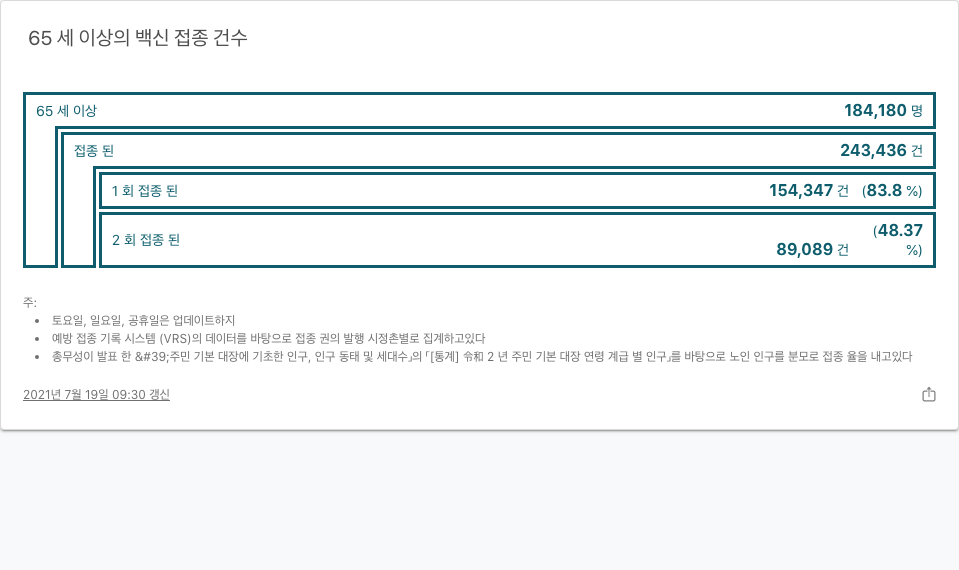 65 세 이상의 백신 접종 건수
65 세 이상 184,180 명
접종 된 243,436 건
1 회 접종 된 154,347 건 (83.8 %)
2 회 접종 된 89,089 건 (48.37 %)
주:
토요일, 일요일, 공휴일은 업데이트하지
예방 접종 기록 시스템 (VRS)의 데이터를 바탕으로 접종 권의 발행 시정촌별로 집계하고있다
총무성이 발표 한 &#39;주민 기본 대장에 기초한 인구, 인구 동태 및 세대수」의 「[통계] 令和 2 년 주민 기본 대장 연령 계급 별 인구」를 바탕으로 노인 인구를 분모로 접종 율을 내고있다
2021년 7월 19일 09:30 갱신